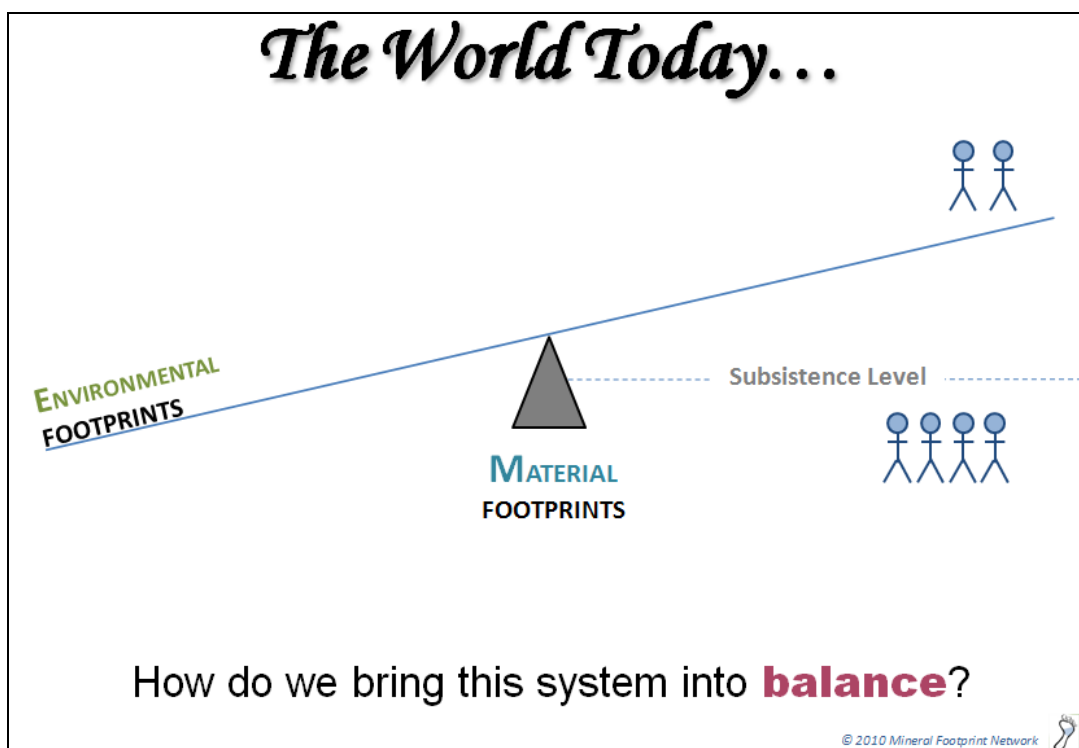 The World Today...
ENVIRONMENTAL
FOOTPRINTS
Subsistence Level
MATERIAL
FOOTPRINTS
How do we bring this system into balance?
© 2010 Mineral Footprint Network